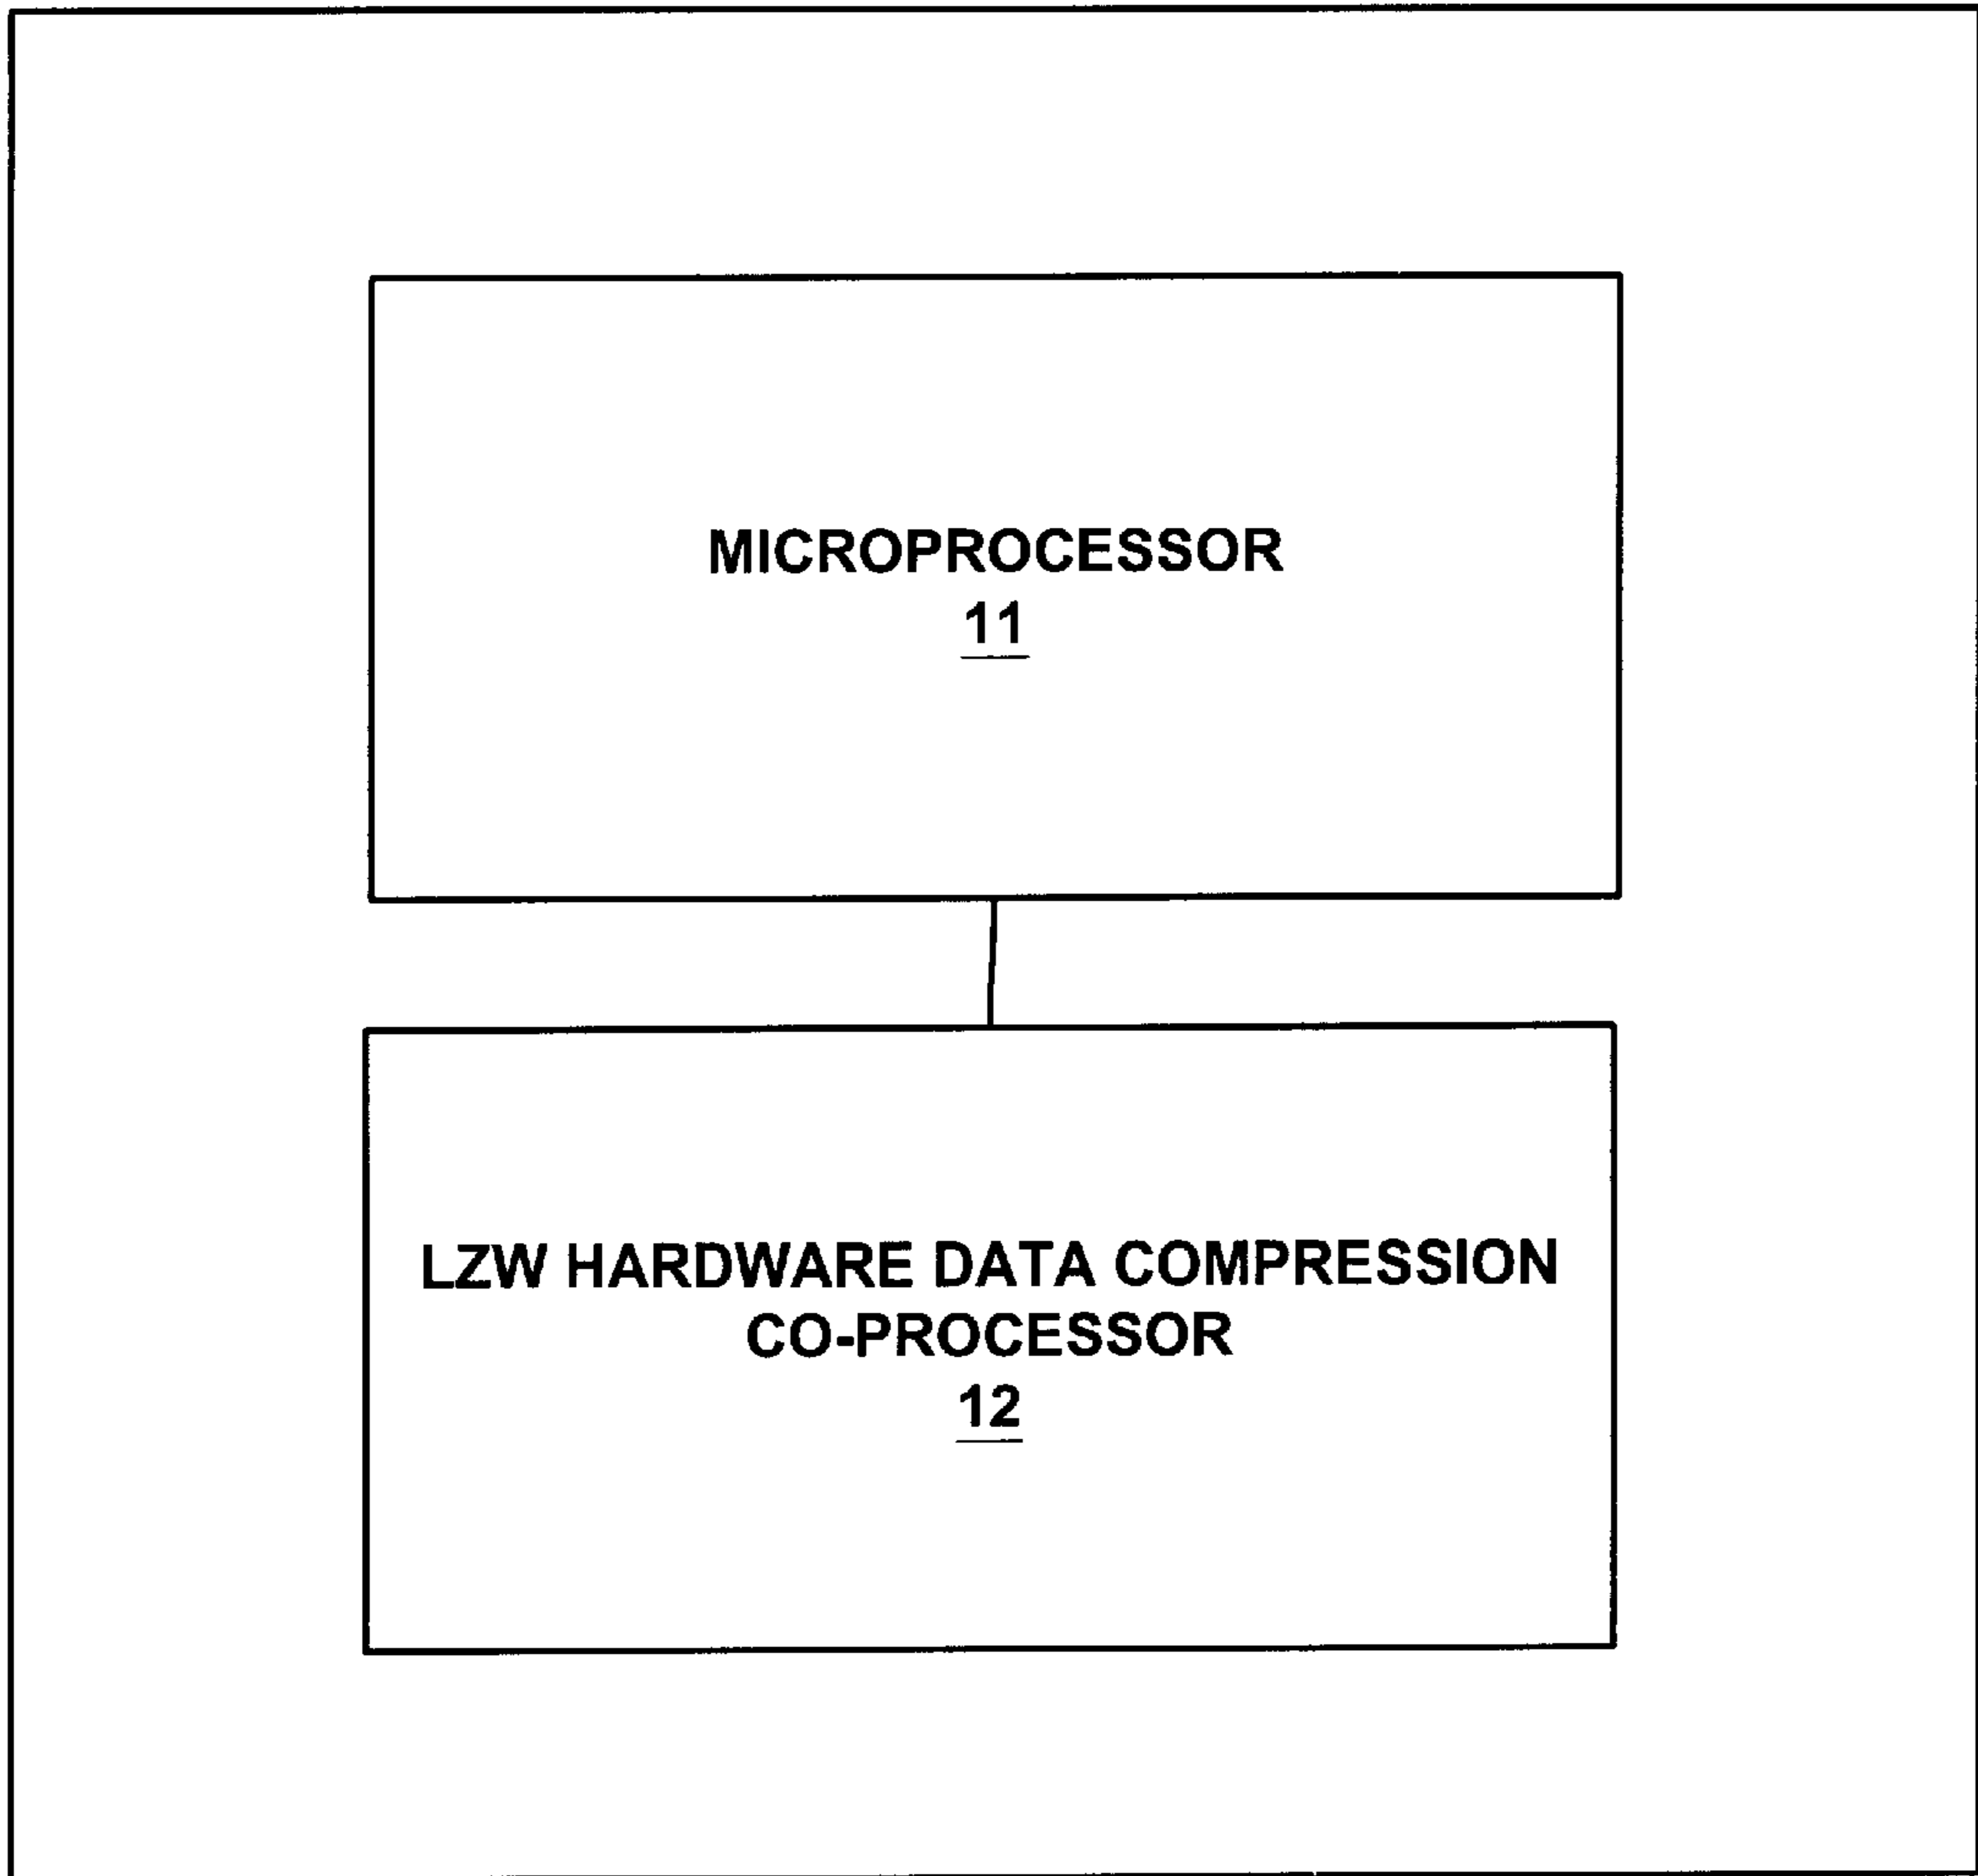 MICROPROCESSOR
11
LZW HARDWARE DATA COMPRESSION
CO-PROCESSOR
12